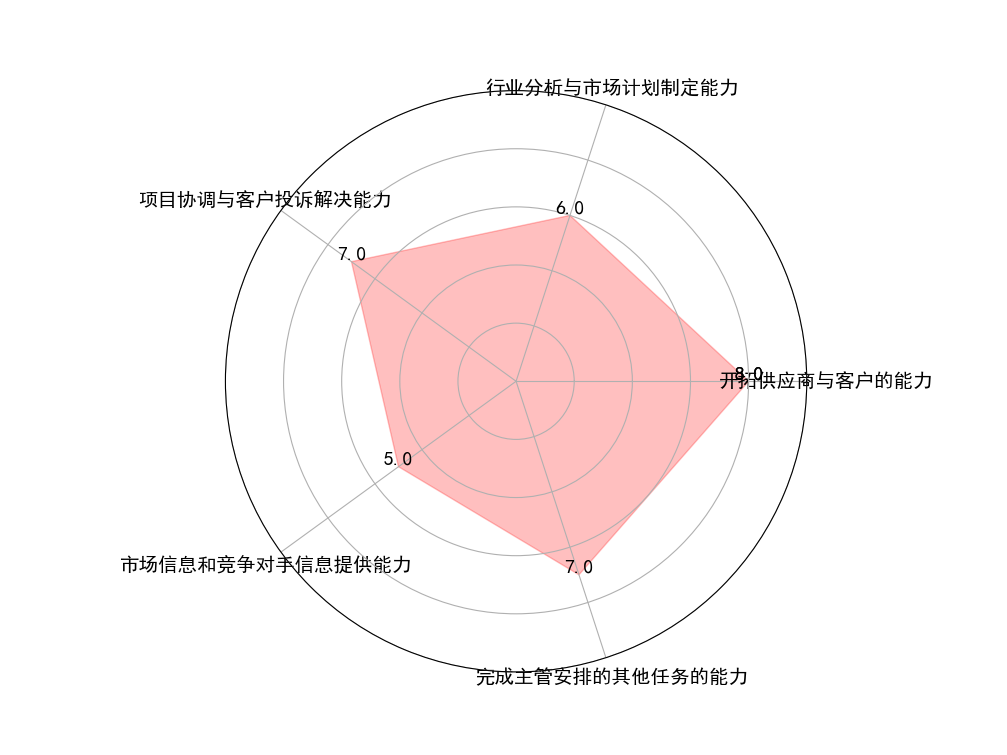 行业分析与市场计划制定能力
项目协调与客户投诉解决能力
6.0
7.0
8.0
开拓供应商与客户的能力
5.0
市场信息和竞争对手信息提供能力
7.0
完成主管安排的其他任务的能力